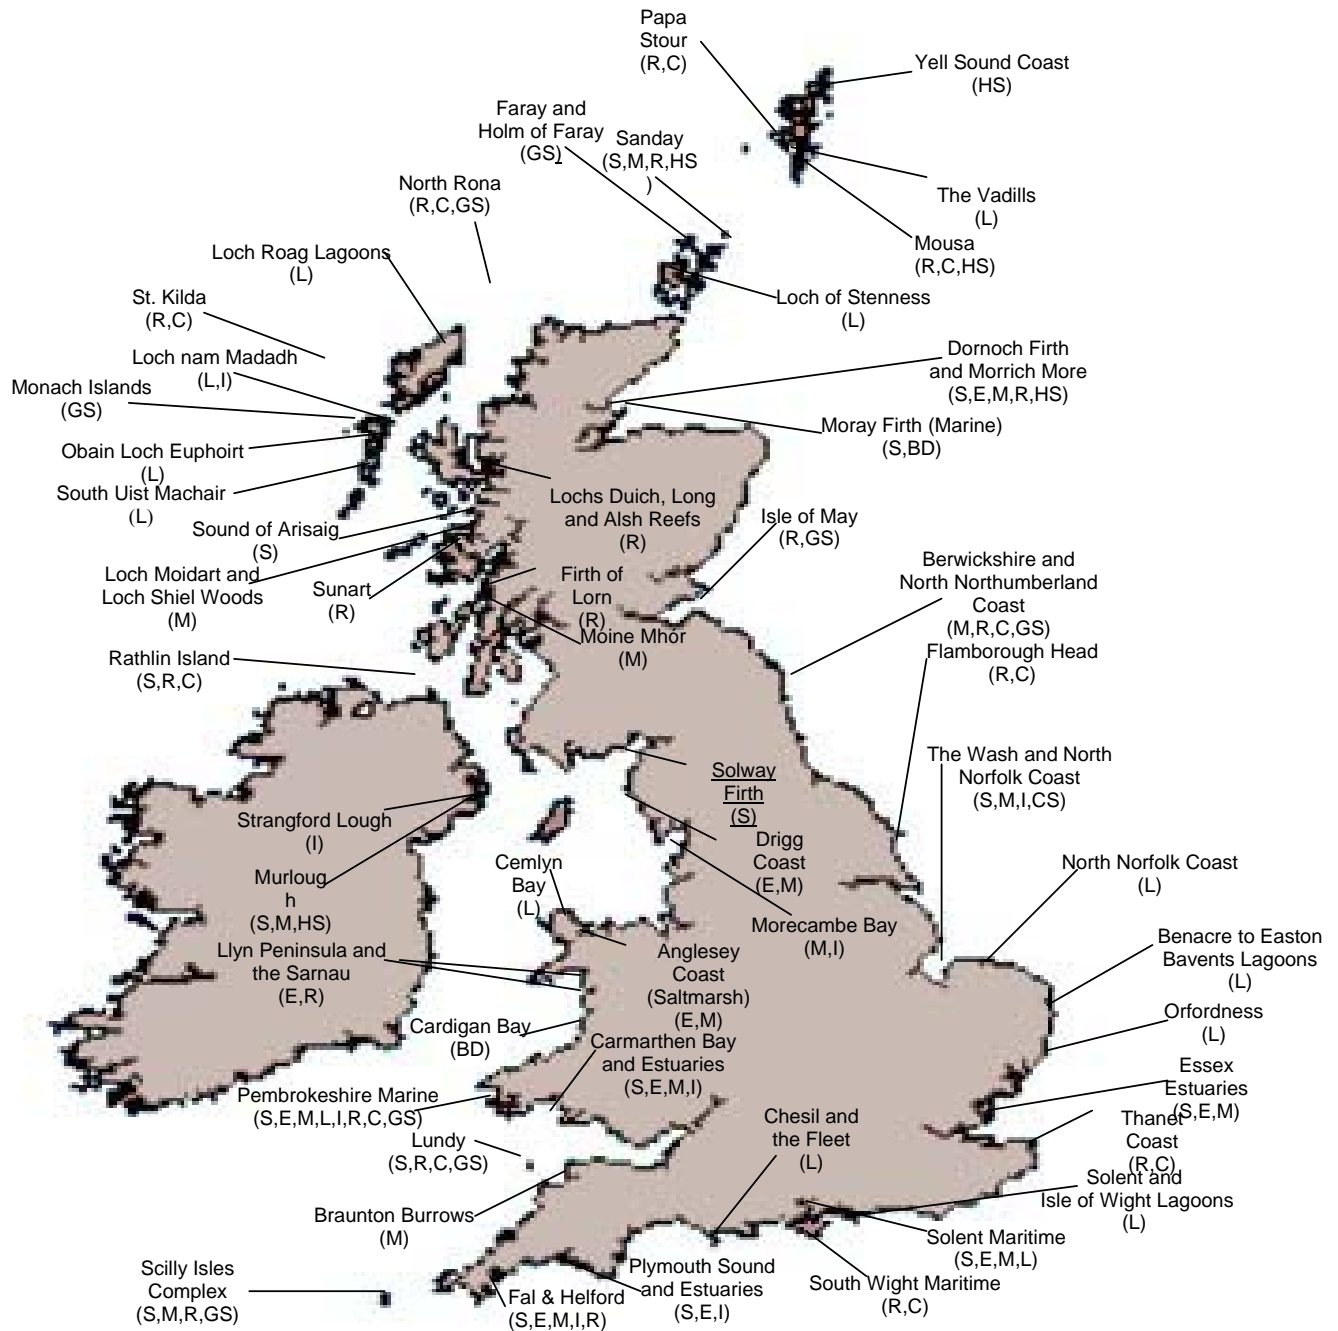 Papa
Stour
(R,C)
Yell Sound Coast
(HS)
Faray and
Holm of Faray
(GS)
Sanday
(S,M,R,HS
)
North Rona
(R,C,GS)
The Vadills
(L)
Mousa
(R,C,HS)
Loch Roag Lagoons
(L)
Loch of Stenness
(L)
St. Kilda
(R,C)
Loch nam Madadh
(L,I)
Monach Islands
(GS)
Dornoch Firth
and Morrich More
(S,E,M,R,HS)
Moray Firth (Marine)
(S,BD)
Obain Loch Euphoirt
(L)
South Uist Machair
(L)
Lochs Duich, Long
and Alsh Reefs
(R)
Isle of May
(R,GS)
Sound of Arisaig
(S)
Loch Moidart and
Loch Shiel Woods
(M)
Sunart
(R)
Firth of
Lorn
(R)
Moine Mhór
(M)
Berwickshire and
North Northumberland
Coast
(M,R,C,GS)
Flamborough Head
(R,C)
Rathlin Island
(S,R,C)
The Wash and North
Norfolk Coast
(S,M,I,CS)
Solway
Firth
(S)
Strangford Lough
(I)
Drigg
Coast
(E,M)
Cemlyn
Bay
(L)
North Norfolk Coast
(L)
Murloug
h
(S,M,HS)
Morecambe Bay
(M,I)
Benacre to Easton
Bavents Lagoons
(L)
Llyn Peninsula and
the Sarnau
(E,R)
Anglesey
Coast
(Saltmarsh)
(E,M)
Orfordness
(L)
Cardigan Bay
(BD)
Carmarthen Bay
and Estuaries
(S,E,M,I)
Essex
Estuaries
(S,E,M)
Pembrokeshire Marine
(S,E,M,L,I,R,C,GS)
Chesil and
the Fleet
(L)
Thanet
Coast
(R,C)
Lundy
(S,R,C,GS)
Solent and
Isle of Wight Lagoons
(L)
Braunton Burrows
(M)
Solent Maritime
(S,E,M,L)
Scilly Isles
Complex
(S,M,R,GS)
Plymouth Sound
and Estuaries
(S,E,I)
South Wight Maritime
(R,C)
Fal & Helford
(S,E,M,I,R)